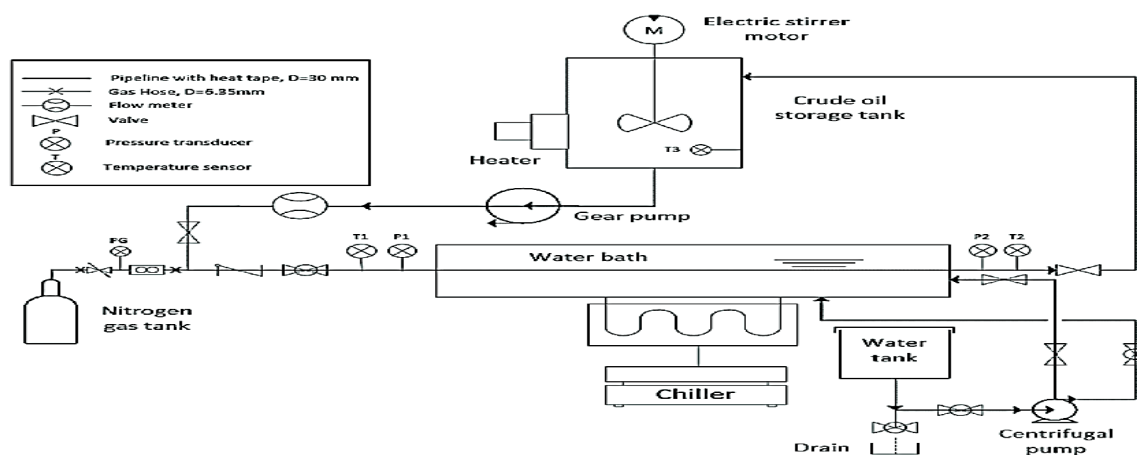 Electric stirrer
motor
M
Pipeline with heat tape, D=30 mm
Gas Hose, D=6.35mm
Flow meter
Valve
P
Pressure transducer
T
Temperature sensor
Crude oil
storage tank
T3
Heater
Gear pump
PG
T1
P1
Water bath
P2
T2
Nitrogen
gas tank
Water
tank
Chiller
Drain
Centrifugal
pump